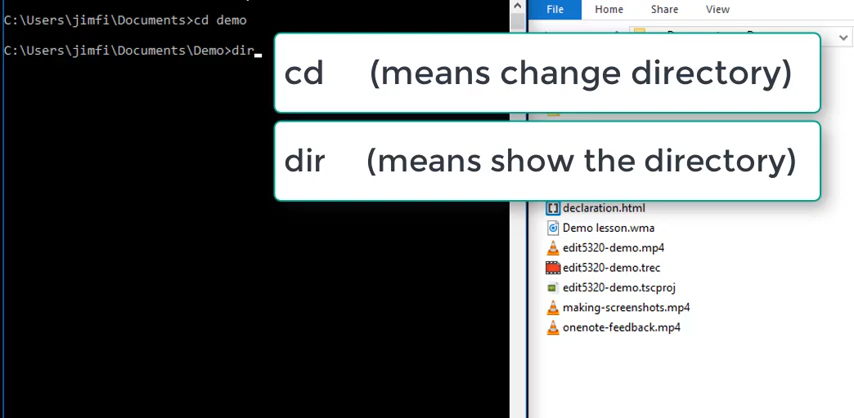 C:\Users\jimfi\Documents>cd demo
C:\Users\jimfi\Documents\Demo>dir_
File Home Share View
cd (means change directory)
dir (means show the directory)
declaration.html
Demo lesson.wma
edit5320-demo.mp4
edit5320-demo.trec
edit5320-demo.tscproj
making-screenshots.mp4
onenote-feedback.mp4